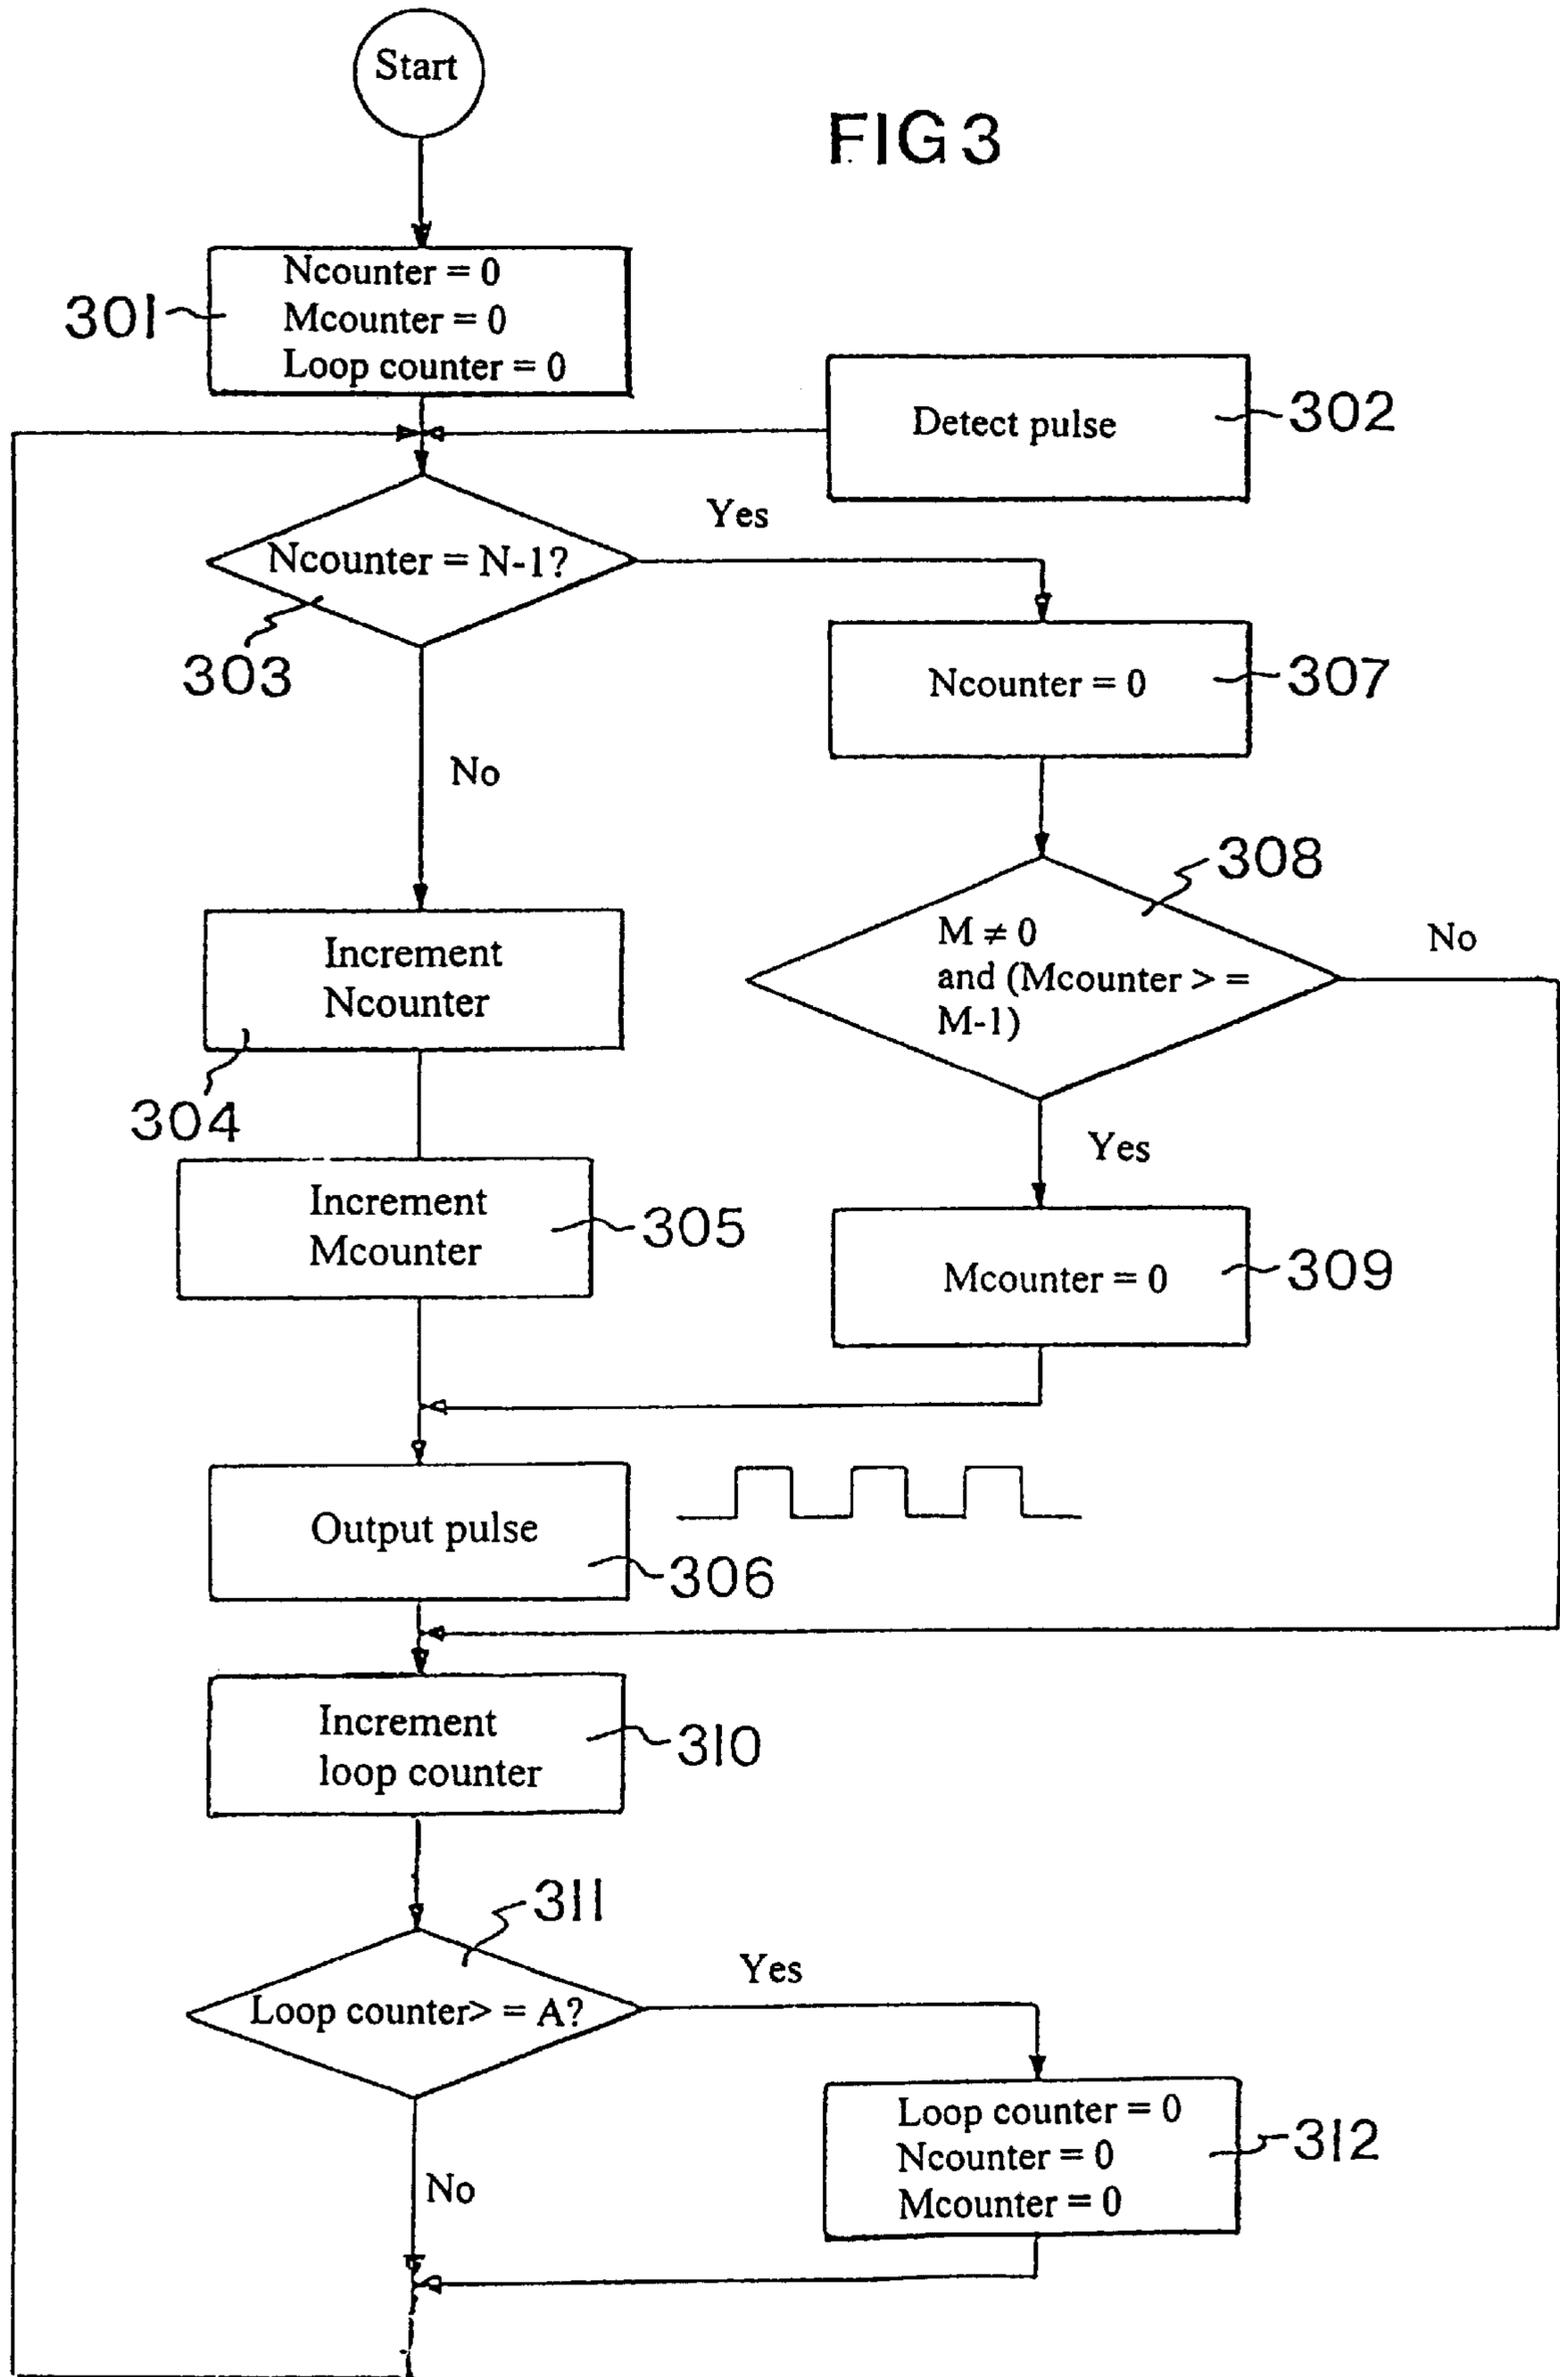 Start
FIG 3
Ncounter = 0
Mcounter = 0
Loop counter = 0
301
Detect pulse
302
Yes
Ncounter = N-1?
303
Ncounter = 0
307
No
308
M ≠ 0
and (Mcounter > =
M-1)
No
Increment
Ncounter
304
Yes
Increment
Mcounter
305
Mcounter = 0
309
Output pulse
306
Increment
loop counter
310
311
Yes
Loop counter> = A?
Loop counter = 0
Ncounter = 0
Mcounter = 0
312
No